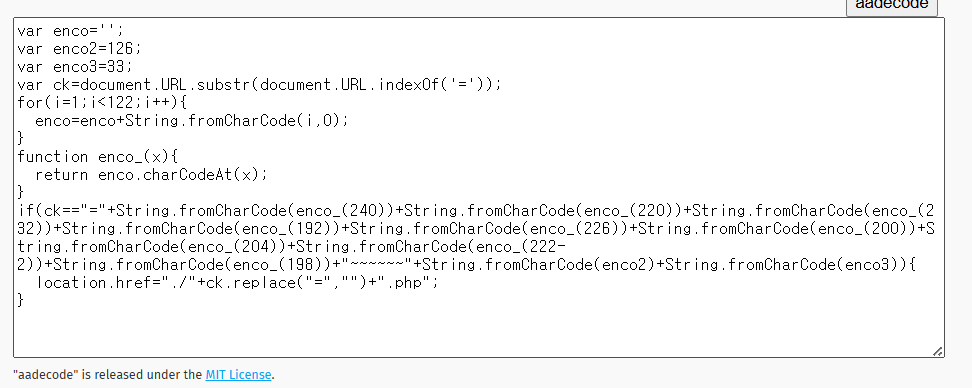 aadecode
var enco='';
var enco2=126;
var enco3=33;
var ck=document.URL.substr(document.URL.indexOf('='));
for(i=1;i<122;i++){
  enco=enco+String.fromCharCode(i,0);
}
function enco_(x){
  return enco.charCodeAt(x);
}
if(ck=="="+String.fromCharCode(enco_(240))+String.fromCharCode(enco_(220))+String.fromCharCode(enco_(2
32))+String.fromCharCode(enco_(192))+String.fromCharCode(enco_(226))+String.fromCharCode(enco_(200))+S
tring.fromCharCode(enco_(204))+String.fromCharCode(enco_(222-
2))+String.fromCharCode(enco_(198))+"~~~~~~"+String.fromCharCode(enco2)+String.fromCharCode(enco3)){
  location.href="./"+ck.replace("=","")+".php";
}
"aadecode" is released under the MIT License.